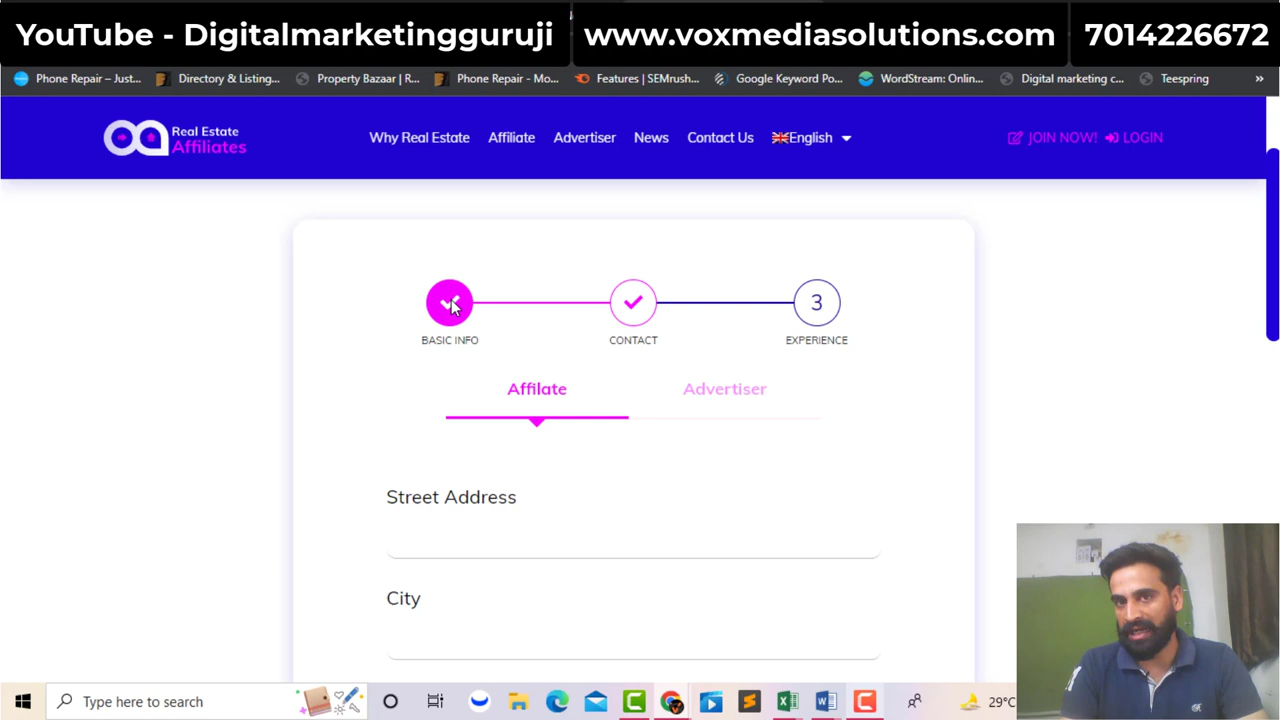 YouTube - Digitalmarketingguruji www.voxmediasolutions.com 7014226672
Phone Repair – Just... Directory & Listing... Property Bazaar | R... Phone Repair - Mo... Features | SEMrush... Google Keyword Po... WordStream: Onlin... Digital marketing c... Teespring »
Real Estate
Affiliates
Why Real Estate Affiliate Advertiser News Contact Us English JOIN NOW! LOGIN
3
BASIC INFO CONTACT EXPERIENCE
Affilate Advertiser
Street Address
City
Type here to search 29°C